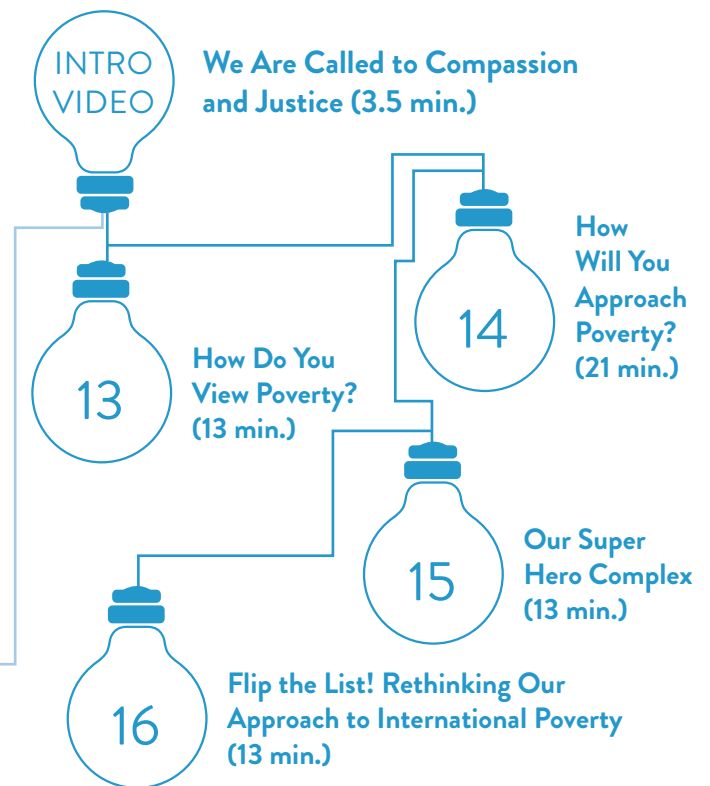 INTRO
VIDEO
We Are Called to Compassion
and Justice (3.5 min.)
13
How Do You
View Poverty?
(13 min.)
14
How
Will You
Approach
Poverty?
(21 min.)
15
Our Super
Hero Complex
(13 min.)
16
Flip the List! Rethinking Our
Approach to International Poverty
(13 min.)